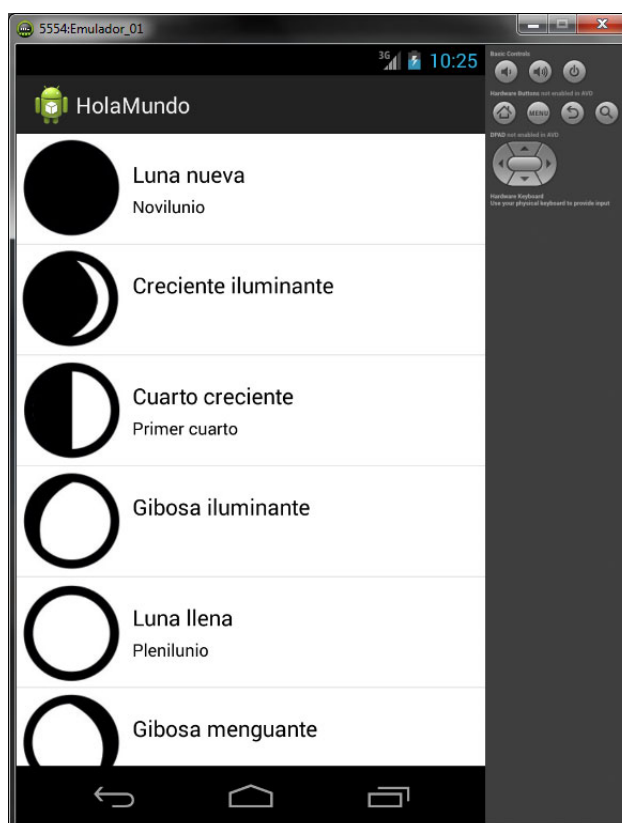 5554:Emulador_01
3G 10:25
HolaMundo
Luna nueva
Novilunio
Creciente iluminante
Cuarto creciente
Primer cuarto
Gibosa iluminante
Luna llena
Plenilunio
Gibosa menguante
Basic Controls
Hardware Buttons not enabled in AVD
MENU
DPAD not enabled in AVD
Hardware Keyboard
Use your physical keyboard to provide input